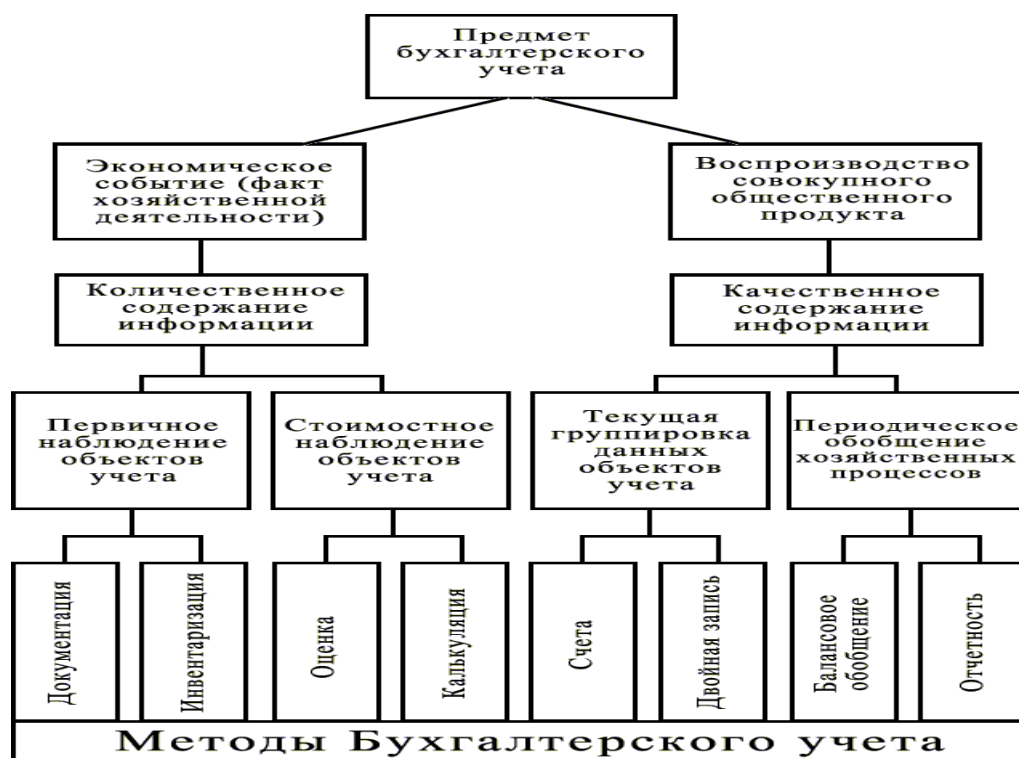 Предмет
бухгалтерского
учета
Экономическое
событие (факт
хозяйственной
деятельности)
Воспроизводство
совокупного
общественного
продукта
Количественное
содержание
информации
Качественное
содержание
информации
Первичное
наблюдение
объектов
учета
Стоимостное
наблюдение
объектов
учета
Текущая
группировка
данных
объектов
учета
Периодическое
обобщение
хозяйственных
процессов
Документация
Инвентаризация
Оценка
Калькуляция
Счета
Двойная запись
Балансовое
обобщение
Отчетность
Методы Бухгалтерского учета